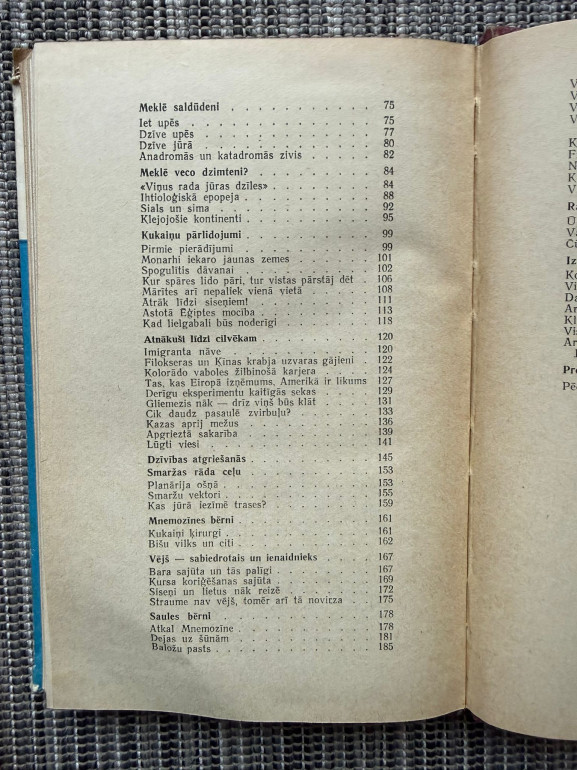 Meklē saldūdeni . . . . . . . . . . . 75
Iet upēs . . . . . . . . . . . . . 75
Dzīve upēs . . . . . . . . . . . . 77
Dzīve jūrā . . . . . . . . . . . . 80
Anadromās un katadromās zivis . . . . . 82
Meklē veco dzimteni? . . . . . . . . . 84
«Viņus rada jūras dzīles» . . . . . . . 84
Ihtioloģiskā epopeja . . . . . . . . . 88
Sials un sima . . . . . . . . . . . 92
Klejojošie kontinenti . . . . . . . . . 95
Kukaiņu pārlidojumi . . . . . . . . . 99
Pirmie pierādījumi . . . . . . . . . 99
Monarhi iekaro jaunas zemes . . . . . . 101
Spogulītis dāvanai . . . . . . . . . 102
Kur spāres lido pāri, tur vistas pārstāj dēt . 106
Mārītes arī nepaliek vienā vietā . . . . . 108
Ātrāk līdzi siseņiem! . . . . . . . . . 111
Astotā Ēģiptes mocība . . . . . . . . 113
Kad lielgabali būs noderīgi . . . . . . 118
Atnākuši līdzi cilvēkam . . . . . . . . 120
Imigranta nāve . . . . . . . . . . . 120
Filokseras un Ķīnas krabja uzvaras gājieni . 122
Kolorādo vaboles žilbinošā karjera . . . . 124
Tas, kas Eiropā izņēmums, Amerikā ir likums 127
Derīgu eksperimentu kaitīgās sekas . . . . 129
Gliemezis nāk — drīz viņš būs klāt . . . . 131
Cik daudz pasaulē zvirbuļu? . . . . . . 133
Kazas aprij mežus . . . . . . . . . . 136
Apgrieztā sakarība . . . . . . . . . . 139
Lūgti viesi . . . . . . . . . . . . 141
Dzīvības atgriešanās . . . . . . . . . 145
Smaržas rāda ceļu . . . . . . . . . . 153
Planārija ošņā . . . . . . . . . . . 153
Smaržu vektori . . . . . . . . . . . 155
Kas jūrā iezīmē trases? . . . . . . . . 159
Mnemozīnes bērni . . . . . . . . . . 161
Kukaiņi ķirurgi . . . . . . . . . . . 161
Bišu vilks un citi . . . . . . . . . . 162
Vējš — sabiedrotais un ienaidnieks . . . . 167
Bara sajūta un tās palīgi . . . . . . . 167
Kursa koriģēšanas sajūta . . . . . . . 169
Siseņi un lietus nāk reizē . . . . . . . 172
Straume nav vējs, tomēr arī tā novirza . . . 175
Saules bērni . . . . . . . . . . . . 178
Atkal Mnemozīne . . . . . . . . . . 178
Dejas uz šūnām . . . . . . . . . . . 181
Baložu pasts . . . . . . . . . . . . 185